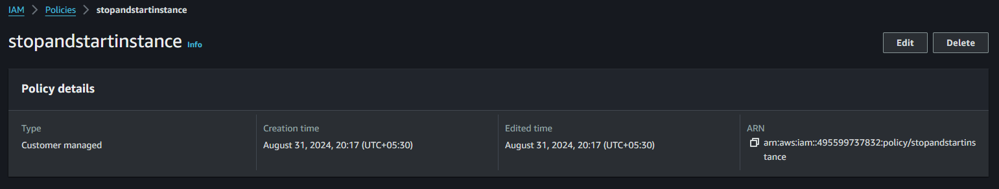 IAM > Policies > stopandstartinstance
stopandstartinstance Info
Edit Delete
Policy details
Type
Customer managed
Creation time
August 31, 2024, 20:17 (UTC+05:30)
Edited time
August 31, 2024, 20:17 (UTC+05:30)
ARN
arn:aws:iam::495599737832:policy/stopandstartins
tance